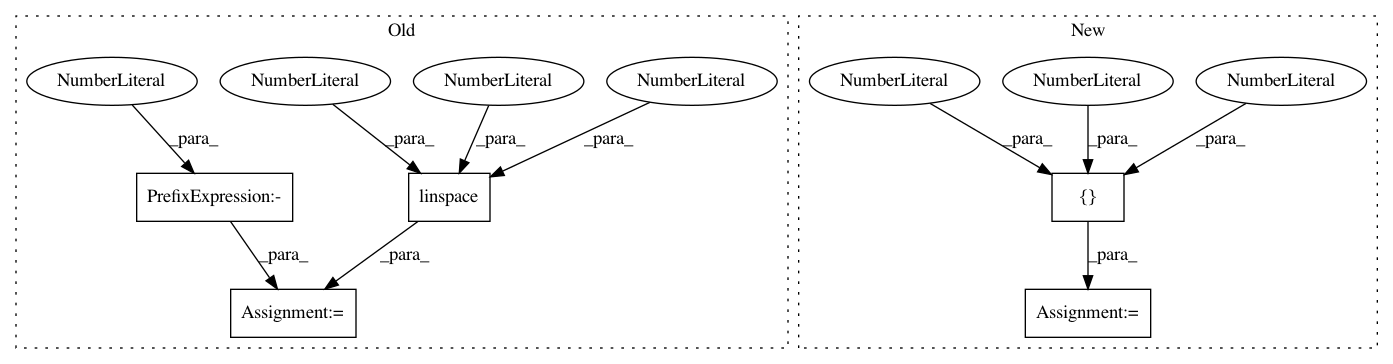 Old
New
NumberLiteral NumberLiteral NumberLiteral NumberLiteral NumberLiteral NumberLiteral NumberLiteral
_para_ _para_ _para_ _para_ _para_ _para_ _para_
PrefixExpression:- linspace {}
_para_ _para_ _para_
Assignment:= Assignment:=